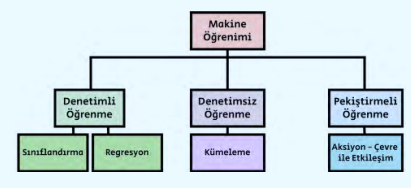 Makine
Öğrenimi
Denetimli
Öğrenme
Denetimsiz
Öğrenme
Pekiştirmeli
Öğrenme
Sınıflandırma
Regresyon
Kümeleme
Aksiyon - Çevre
ile Etkileşim